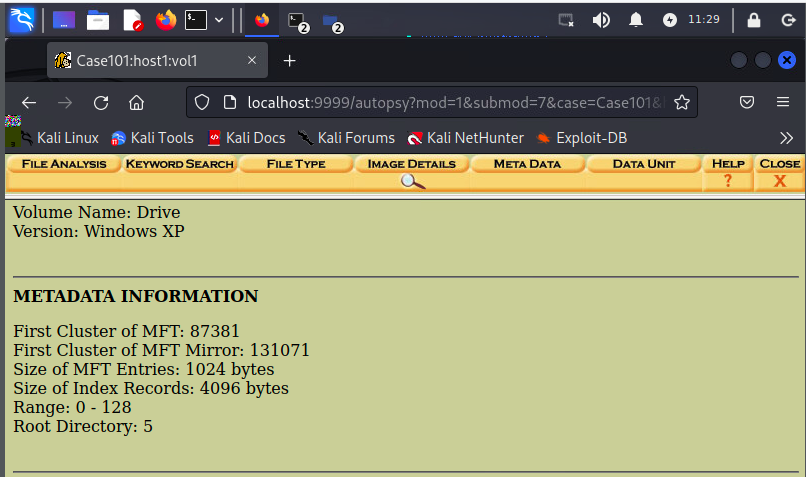 11:29
Case101:host1:vol1
localhost:9999/autopsy?mod=1&submod=7&case=Case101&
Kali Linux Kali Tools Kali Docs Kali Forums Kali NetHunter Exploit-DB
FILE ANALYSIS KEYWORD SEARCH FILE TYPE IMAGE DETAILS META DATA DATA UNIT HELP CLOSE
? X
Volume Name: Drive
Version: Windows XP
METADATA INFORMATION
First Cluster of MFT: 87381
First Cluster of MFT Mirror: 131071
Size of MFT Entries: 1024 bytes
Size of Index Records: 4096 bytes
Range: 0 - 128
Root Directory: 5